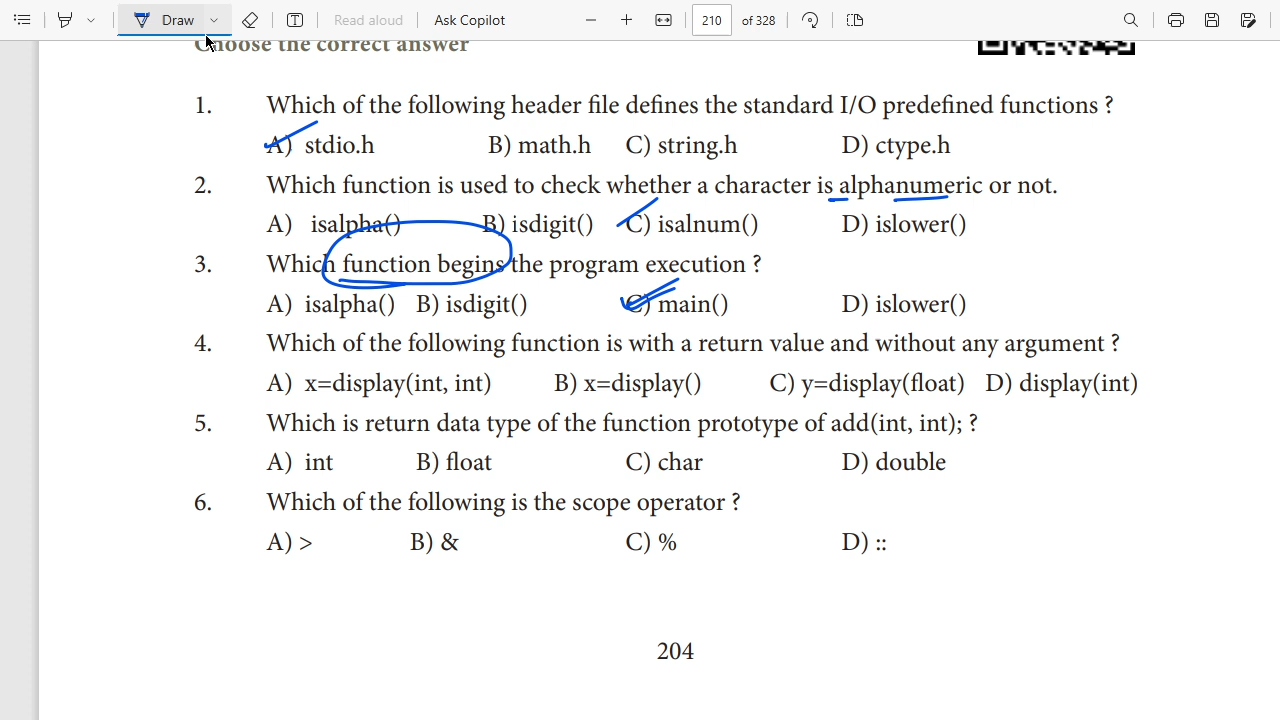 Draw
Read aloud
Ask Copilot
210 of 328
Choose the correct answer
1. Which of the following header file defines the standard I/O predefined functions ?
A) stdio.h B) math.h C) string.h D) ctype.h
2. Which function is used to check whether a character is alphanumeric or not.
A) isalpha() B) isdigit() C) isalnum() D) islower()
3. Which function begins the program execution ?
A) isalpha() B) isdigit() C) main() D) islower()
4. Which of the following function is with a return value and without any argument ?
A) x=display(int, int) B) x=display() C) y=display(float) D) display(int)
5. Which is return data type of the function prototype of add(int, int); ?
A) int B) float C) char D) double
6. Which of the following is the scope operator ?
A) > B) & C) % D) ::
204